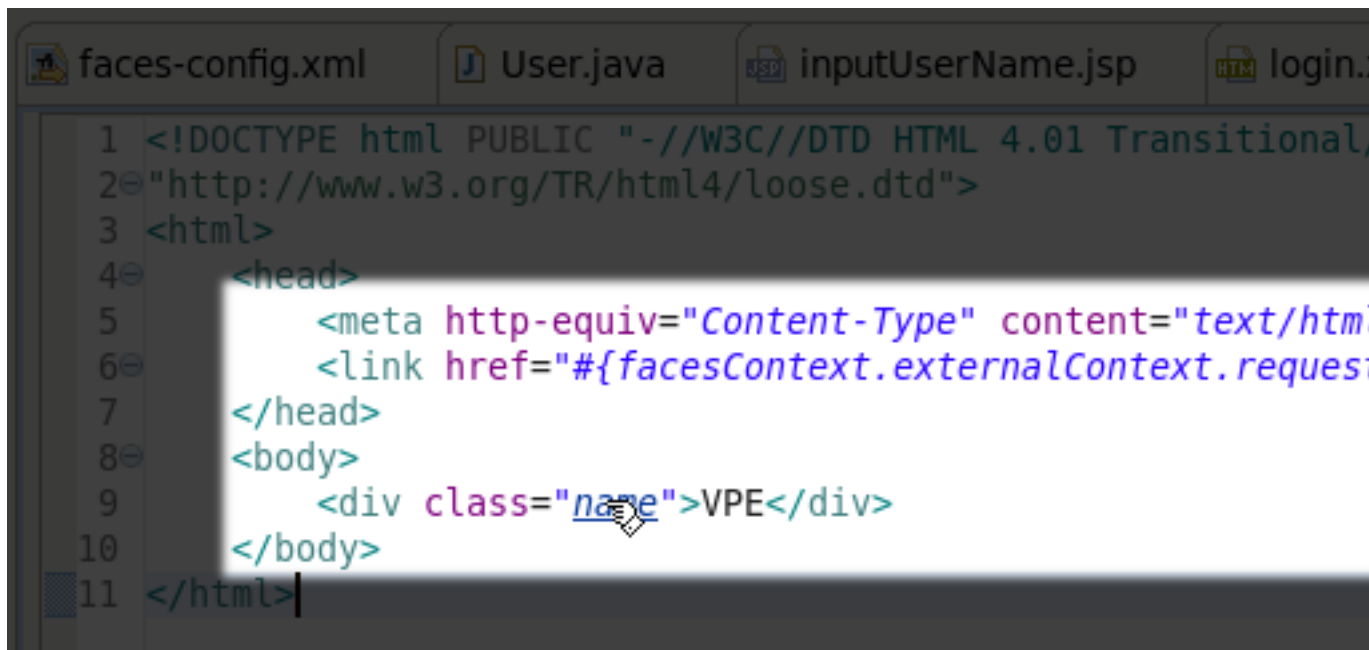 faces-config.xml User.java inputUserName.jsp login.
1 <!DOCTYPE html PUBLIC "-//W3C//DTD HTML 4.01 Transitional/
2 "http://www.w3.org/TR/html4/loose.dtd">
3 <html>
4 <head>
5 <meta http-equiv="Content-Type" content="text/html
6 <link href="#{facesContext.externalContext.request
7 </head>
8 <body>
9 <div class="name">VPE</div>
10 </body>
11 </html>